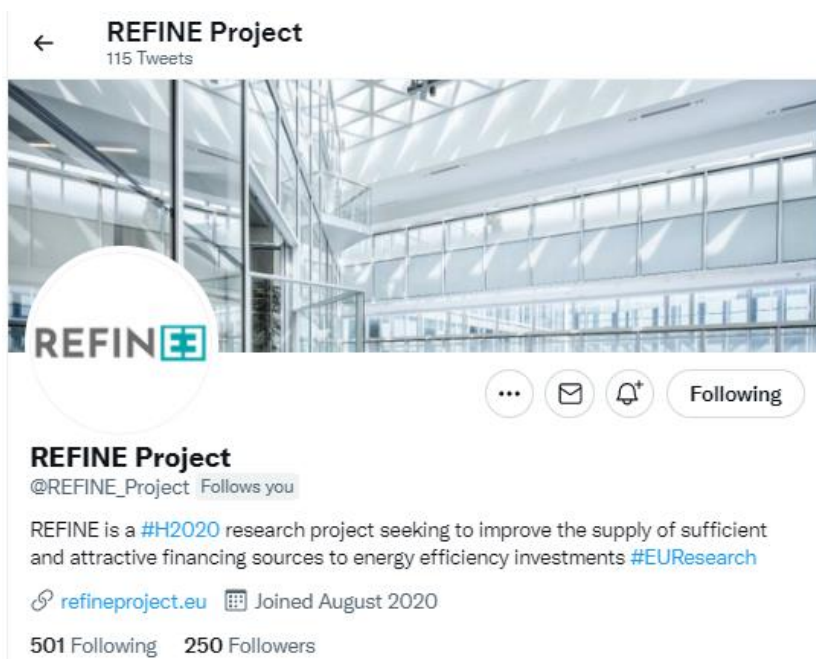 REFINE Project
115 Tweets
REFINE
Following
REFINE Project
@REFINE_Project Follows you
REFINE is a #H2020 research project seeking to improve the supply of sufficient
and attractive financing sources to energy efficiency investments #EUResearch
refineproject.eu Joined August 2020
501 Following 250 Followers